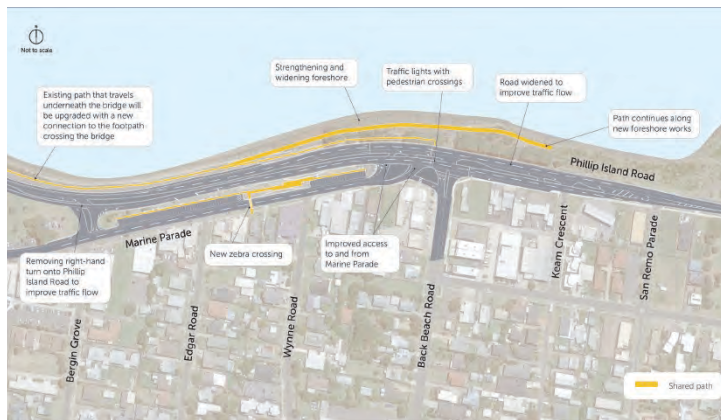 Not to scale
Existing path that travels
underneath the bridge will
be upgraded with a new
connection to the footpath
crossing the bridge
Strengthening and
widening foreshore
Traffic lights with
pedestrian crossings
Road widened to
improve traffic flow
Path continues along
new foreshore works
Phillip Island Road
Marine Parade
Removing right-hand
turn onto Phillip
Island Road to
improve traffic flow
New zebra crossing
Improved access
to and from
Marine Parade
Bergin Grove
Edgar Road
Wynne Road
Back Beach Road
Keam Crescent
San Remo Parade
Shared path